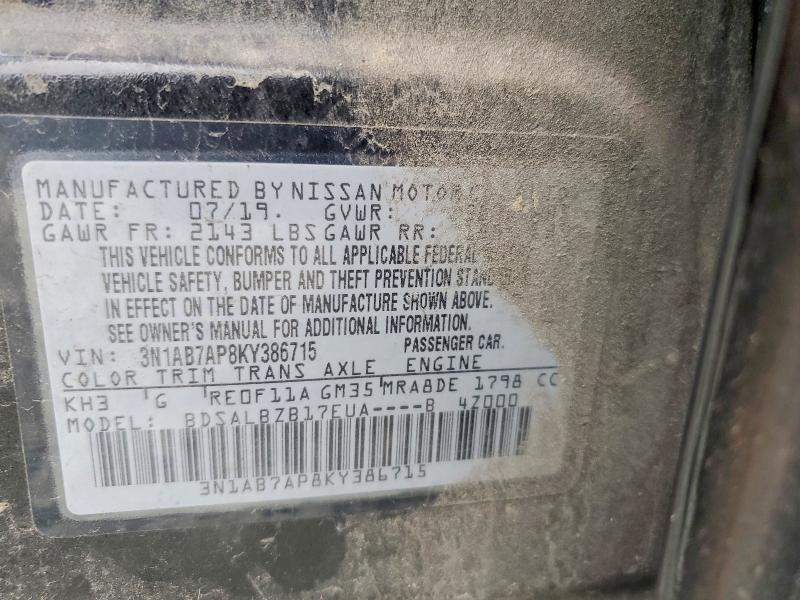 MANUFACTURED BY NISSAN MOTOR
DATE: 07/19. GVWR:
GAWR FR: 2143 LBS GAWR RR:
THIS VEHICLE CONFORMS TO ALL APPLICABLE FEDERAL
VEHICLE SAFETY, BUMPER AND THEFT PREVENTION
IN EFFECT ON THE DATE OF MANUFACTURE SHOWN ABOVE.
SEE OWNER'S MANUAL FOR ADDITIONAL INFORMATION.
VIN: 3N1AB7AP8KY386715 PASSENGER CAR.
COLOR TRIM TRANS AXLE ENGINE
KH3 G RE0F11A GM35 MRA8DE 1798 CC
MODEL: BDSALBZB17EUA----B 4Z000
3N1AB7AP8KY386715